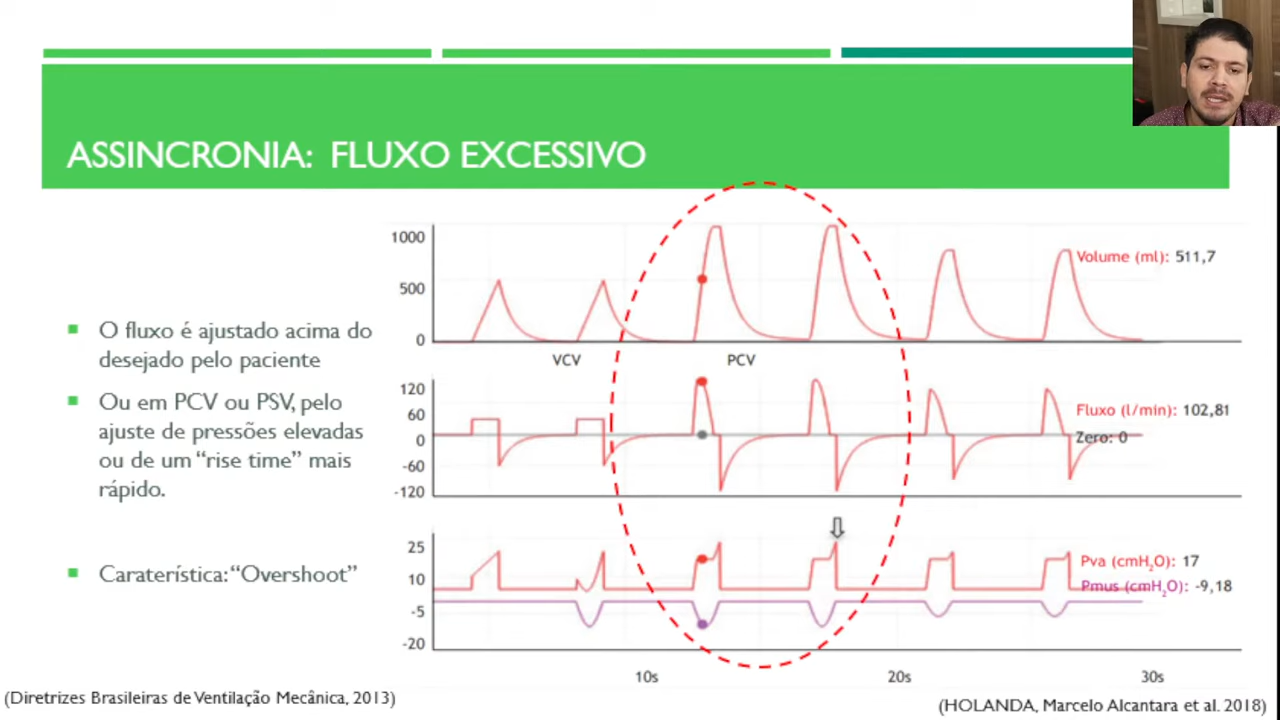 ASSINCRONIA: FLUXO EXCESSIVO
O fluxo é ajustado acima do
desejado pelo paciente
Ou em PCV ou PSV, pelo
ajuste de pressões elevadas
ou de um “rise time” mais
rápido.
Caraterística: “Overshoot”
1000
500
0
Volume (ml): 511,7
VCV
PCV
120
60
0
-60
-120
Fluxo (l/min): 102,81
Zero: 0
25
10
-5
-20
Pva (cmH2O): 17
Pmus (cmH2O): -9,18
10s
20s
30s
(Diretrizes Brasileiras de Ventilação Mecânica, 2013)
(HOLANDA, Marcelo Alcantara et al. 2018)